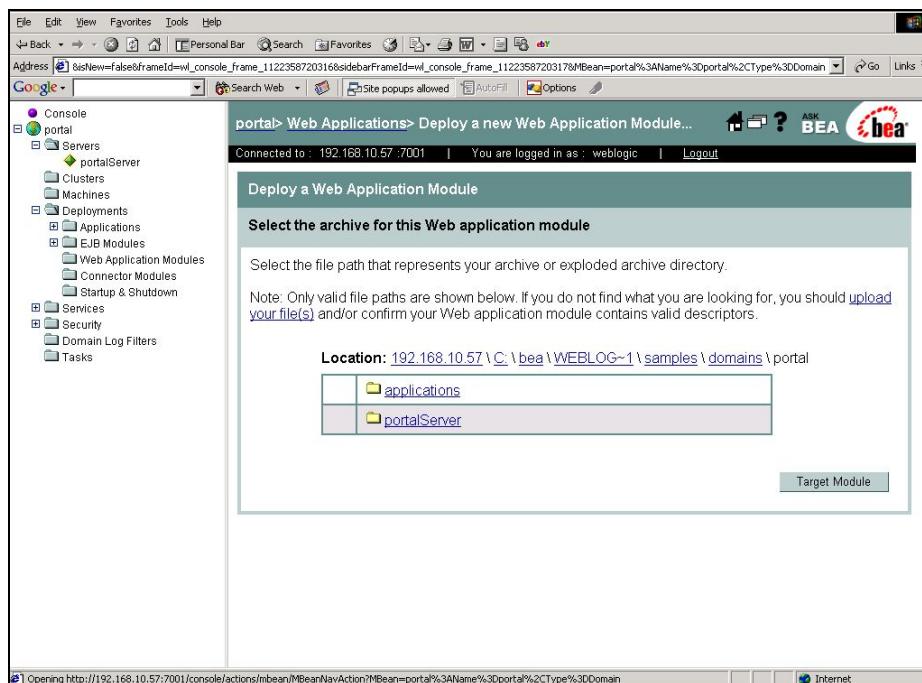 File Edit View Favorites Tools Help
Back Personal Bar Search Favorites
Address &isNew=false&frameId=wl_console_frame_1122358720316&sidebarFrameId=wl_console_frame_1122358720317&MBean=portal%3AName%3Dportal%2CType%3DDomain Go Links
Google Search Web Site popups allowed AutoFill Options
Console
portal
Servers
portalServer
Clusters
Machines
Deployments
Applications
EJB Modules
Web Application Modules
Connector Modules
Startup & Shutdown
Services
Security
Domain Log Filters
Tasks
portal> Web Applications> Deploy a new Web Application Module... ? ASK BEA bea
Connected to : 192.168.10.57 :7001 | You are logged in as : weblogic | Logout
Deploy a Web Application Module
Select the archive for this Web application module
Select the file path that represents your archive or exploded archive directory.
Note: Only valid file paths are shown below. If you do not find what you are looking for, you should upload
your file(s) and/or confirm your Web application module contains valid descriptors.
Location: 192.168.10.57 \ C: \ bea \ WEBLOG~1 \ samples \ domains \ portal
applications
portalServer
Target Module
Opening http://192.168.10.57:7001/console/actions/mbean/MBeanNavAction?MBean=portal%3AName%3Dportal%2CType%3DDomain Internet